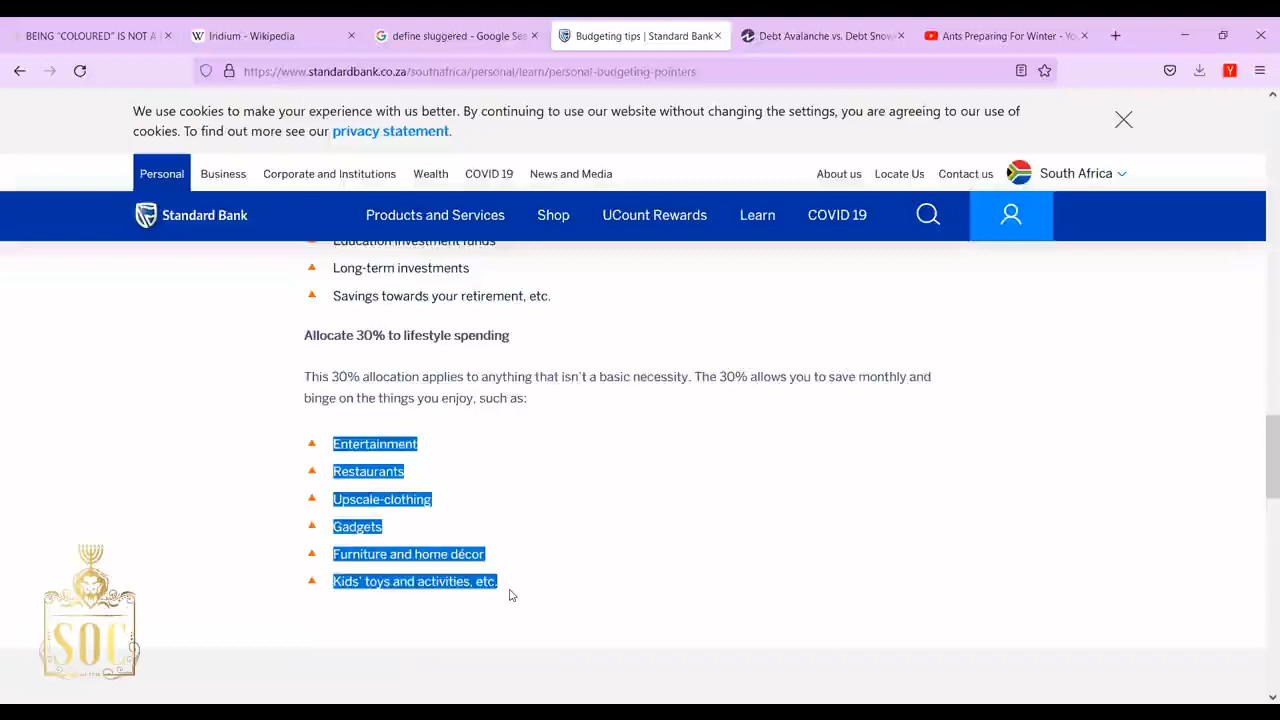 BEING "COLOURED" IS NOT A
Iridium - Wikipedia
define sluggered - Google Sea
Budgeting tips | Standard Bank
Debt Avalanche vs. Debt Snow
Ants Preparing For Winter - Yo
https://www.standardbank.co.za/southafrica/personal/learn/personal-budgeting-pointers
We use cookies to make your experience with us better. By continuing to use our website without changing the settings, you are agreeing to our use of
cookies. To find out more see our privacy statement.
Personal Business Corporate and Institutions Wealth COVID 19 News and Media About us Locate Us Contact us South Africa
Standard Bank Products and Services Shop UCount Rewards Learn COVID 19
Education investment funds
Long-term investments
Savings towards your retirement, etc.
Allocate 30% to lifestyle spending
This 30% allocation applies to anything that isn't a basic necessity. The 30% allows you to save monthly and
binge on the things you enjoy, such as:
Entertainment
Restaurants
Upscale-clothing
Gadgets
Furniture and home décor
Kids' toys and activities, etc.
SOC